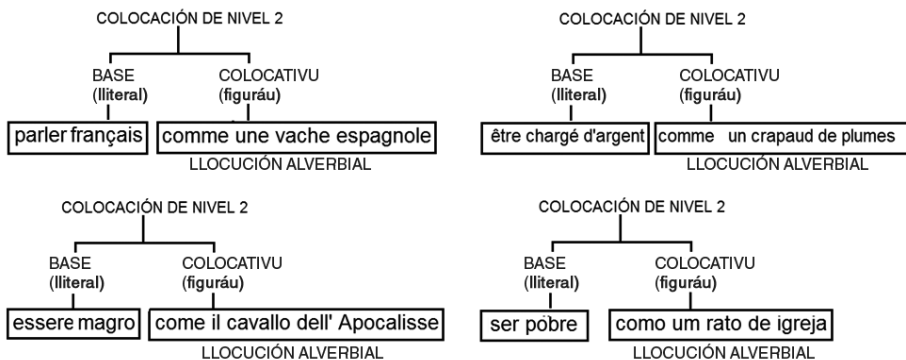 COLOCACIÓN DE NIVEL 2
BASE
(lliteral)
COLOCATIVU
(figuráu)
parler français
comme une vache espagnole
LLOCUCIÓN ALVERBIAL
COLOCACIÓN DE NIVEL 2
BASE
(lliteral)
COLOCATIVU
(figuráu)
être chargé d'argent
comme un crapaud de plumes
LLOCUCIÓN ALVERBIAL
COLOCACIÓN DE NIVEL 2
BASE
(lliteral)
COLOCATIVU
(figuráu)
essere magro
come il cavallo dell' Apocalisse
LLOCUCIÓN ALVERBIAL
COLOCACIÓN DE NIVEL 2
BASE
(lliteral)
COLOCATIVU
(figuráu)
ser pobre
como um rato de igreja
LLOCUCIÓN ALVERBIAL